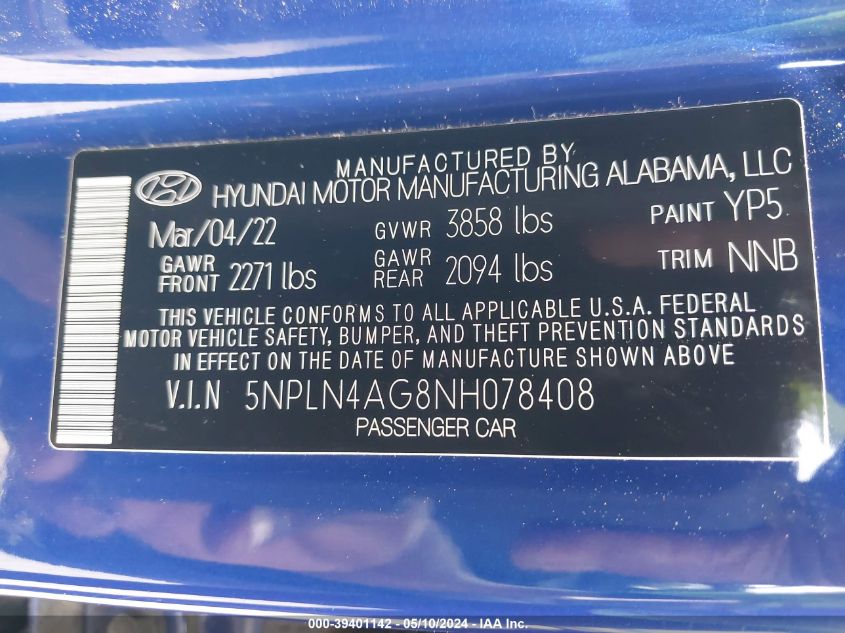 MANUFACTURED BY
HYUNDAI MOTOR MANUFACTURING ALABAMA, LLC
Mar/04/22 GVWR 3858 lbs PAINT YP5
GAWR FRONT 2271 lbs GAWR REAR 2094 lbs TRIM NNB
THIS VEHICLE CONFORMS TO ALL APPLICABLE U.S.A. FEDERAL
MOTOR VEHICLE SAFETY, BUMPER, AND THEFT PREVENTION STANDARDS
IN EFFECT ON THE DATE OF MANUFACTURE SHOWN ABOVE
V.I.N 5NPLN4AG8NH078408
PASSENGER CAR
000-39401142 - 05/10/2024 - IAA Inc.